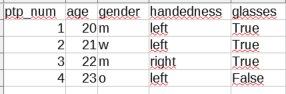 ptp_num age gender handedness glasses
1 20 m left True
2 21 w left True
3 22 m right True
4 23 o left False